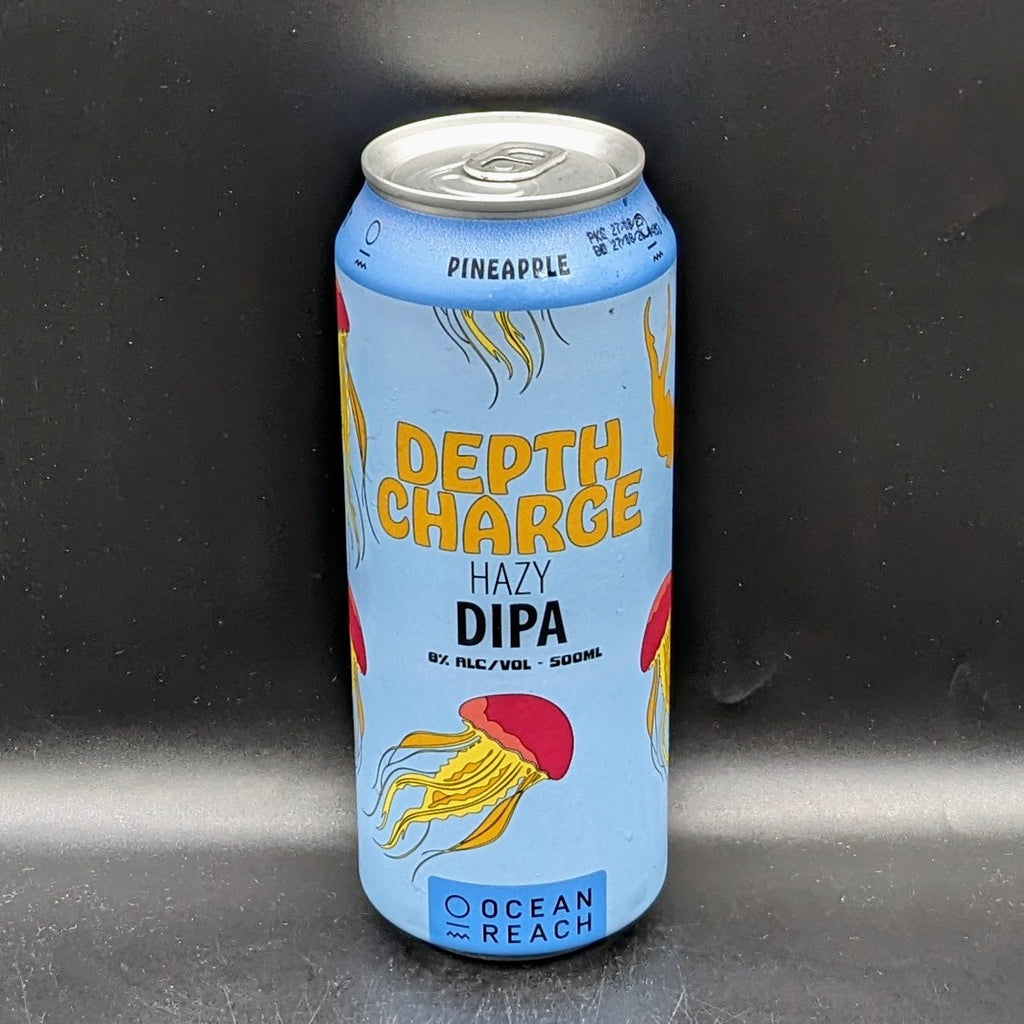 PINEAPPLE
DEPTH
CHARGE
HAZY
DIPA
8% ALC/VOL - 500ML
OCEAN
REACH